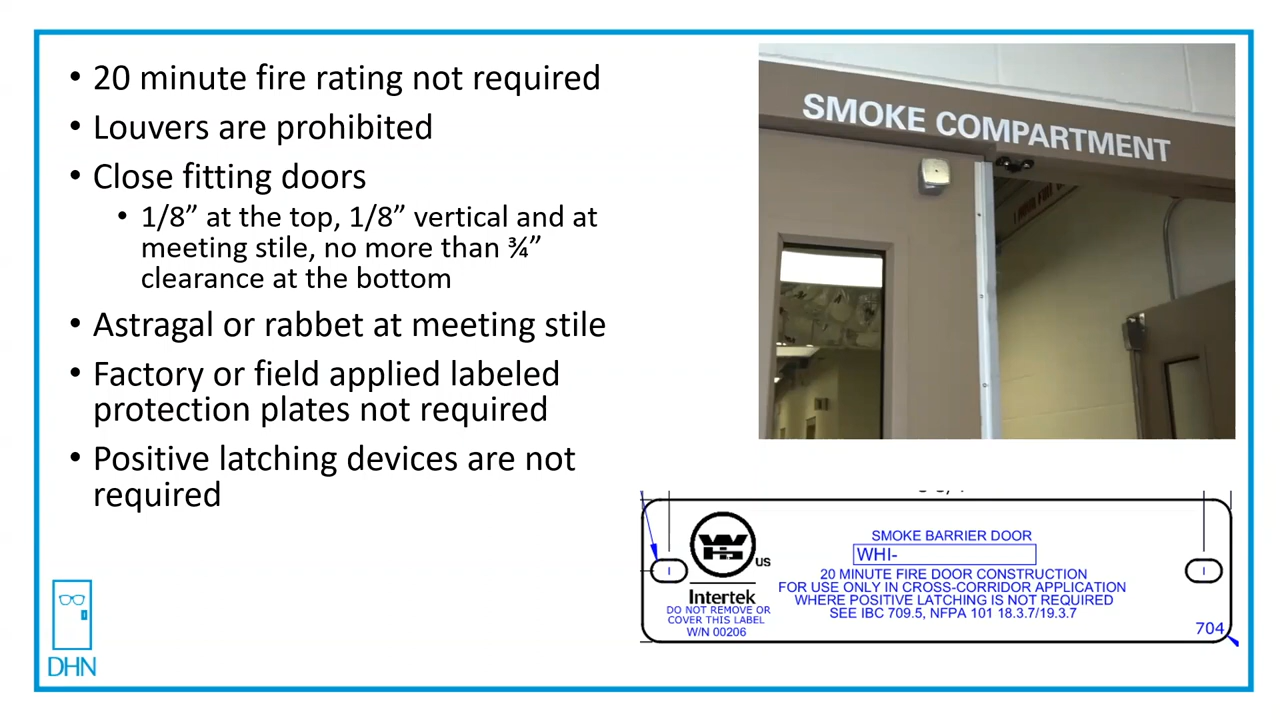 • 20 minute fire rating not required
• Louvers are prohibited
• Close fitting doors
• 1/8” at the top, 1/8” vertical and at
meeting stile, no more than ¾”
clearance at the bottom
• Astragal or rabbet at meeting stile
• Factory or field applied labeled
protection plates not required
• Positive latching devices are not
required
SMOKE COMPARTMENT
SMOKE BARRIER DOOR
WHI-
20 MINUTE FIRE DOOR CONSTRUCTION
FOR USE ONLY IN CROSS-CORRIDOR APPLICATION
WHERE POSITIVE LATCHING IS NOT REQUIRED
SEE IBC 709.5, NFPA 101 18.3.7/19.3.7
WH
US
Intertek
DO NOT REMOVE OR
COVER THIS LABEL
W/N 00206
704
DHN